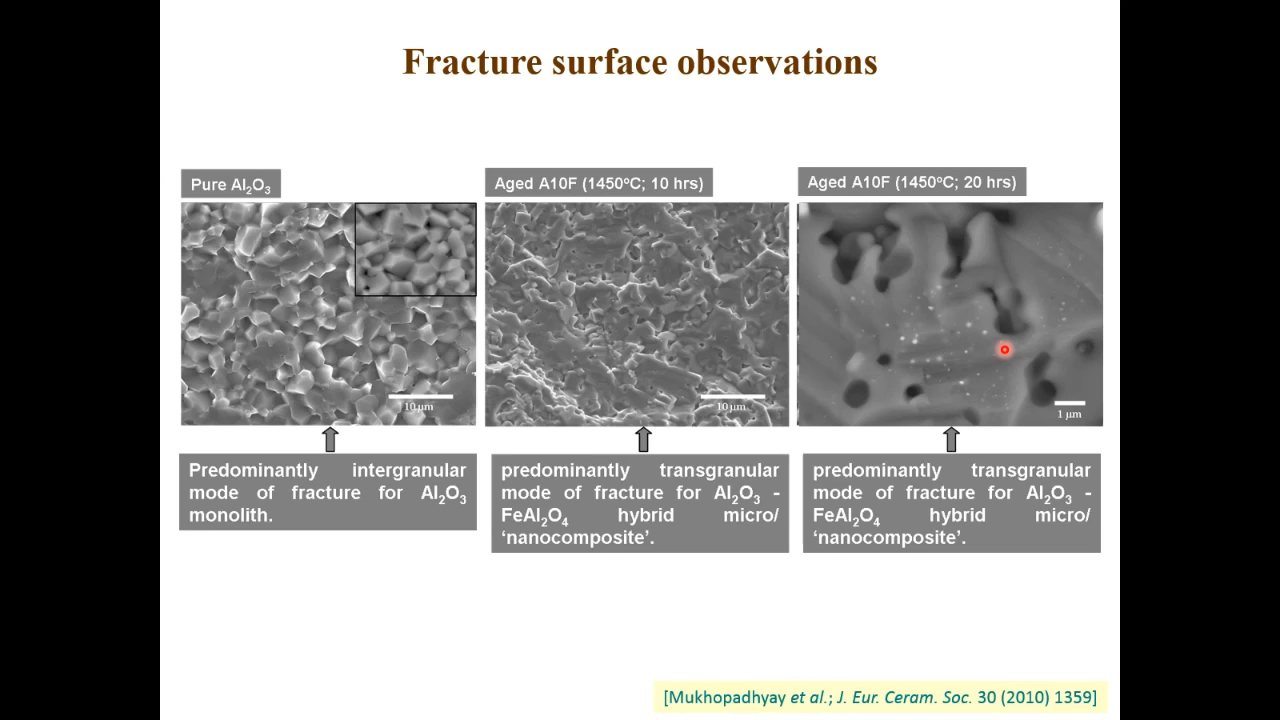 Fracture surface observations
Pure Al₂O₃
Aged A10F (1450ºC; 10 hrs)
Aged A10F (1450ºC; 20 hrs)
10 µm
10 µm
1 µm
Predominantly intergranular
mode of fracture for Al₂O₃
monolith.
predominantly transgranular
mode of fracture for Al₂O₃ -
FeAl₂O₄ hybrid micro/
‘nanocomposite’.
predominantly transgranular
mode of fracture for Al₂O₃ -
FeAl₂O₄ hybrid micro/
‘nanocomposite’.
[Mukhopadhyay et al.; J. Eur. Ceram. Soc. 30 (2010) 1359]